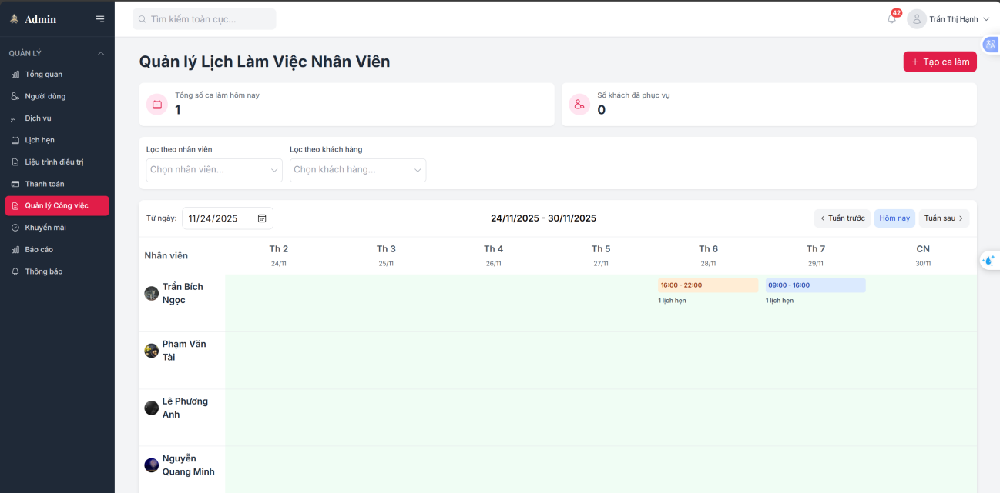 Admin
Tìm kiếm toàn cục...
42
Trần Thị Hạnh
QUẢN LÝ
Tổng quan
Người dùng
Dịch vụ
Lịch hẹn
Liệu trình điều trị
Thanh toán
Quản lý Công việc
Khuyến mãi
Báo cáo
Thông báo
Quản lý Lịch Làm Việc Nhân Viên
+ Tạo ca làm
Tổng số ca làm hôm nay
1
Số khách đã phục vụ
0
Lọc theo nhân viên
Lọc theo khách hàng
Chọn nhân viên...
Chọn khách hàng...
Từ ngày:
11/24/2025
24/11/2025 - 30/11/2025
Tuần trước
Hôm nay
Tuần sau
Nhân viên
Th 2
24/11
Th 3
25/11
Th 4
26/11
Th 5
27/11
Th 6
28/11
Th 7
29/11
CN
30/11
Trần Bích
Ngọc
16:00 - 22:00
1 lịch hẹn
09:00 - 16:00
1 lịch hẹn
Phạm Văn
Tài
Lê Phương
Anh
Nguyễn
Quang Minh